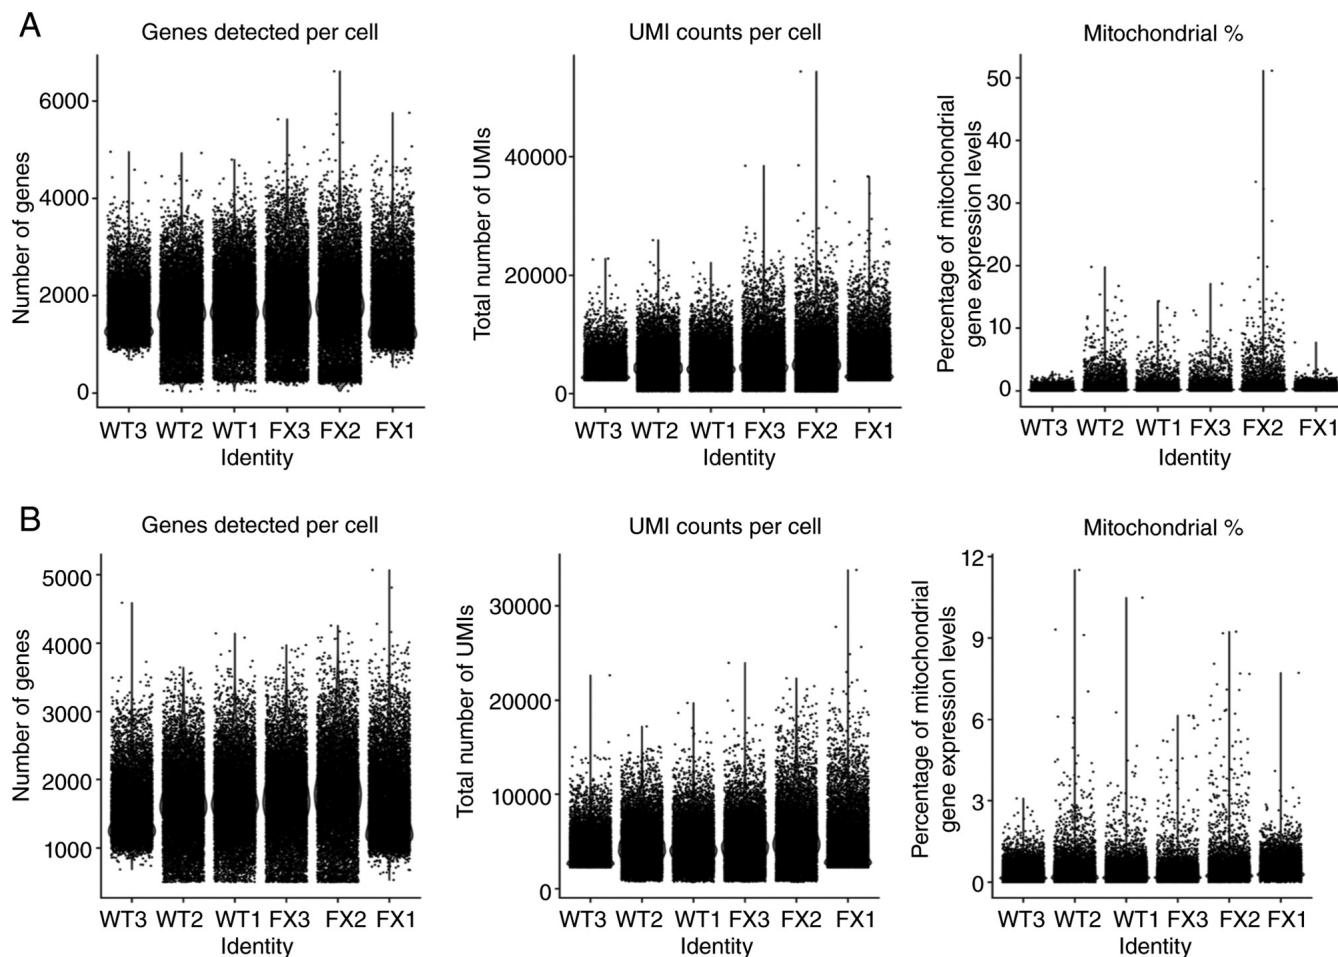 A
Genes detected per cell
Number of genes
6000
4000
2000
0
WT3 WT2 WT1 FX3 FX2 FX1
Identity
UMI counts per cell
Total number of UMIs
40000
20000
0
WT3 WT2 WT1 FX3 FX2 FX1
Identity
Mitochondrial %
Percentage of mitochondrial
gene expression levels
50
40
30
20
10
0
WT3 WT2 WT1 FX3 FX2 FX1
Identity
B
Genes detected per cell
Number of genes
5000
4000
3000
2000
1000
WT3 WT2 WT1 FX3 FX2 FX1
Identity
UMI counts per cell
Total number of UMIs
30000
20000
10000
0
WT3 WT2 WT1 FX3 FX2 FX1
Identity
Mitochondrial %
Percentage of mitochondrial
gene expression levels
12
9
6
3
0
WT3 WT2 WT1 FX3 FX2 FX1
Identity